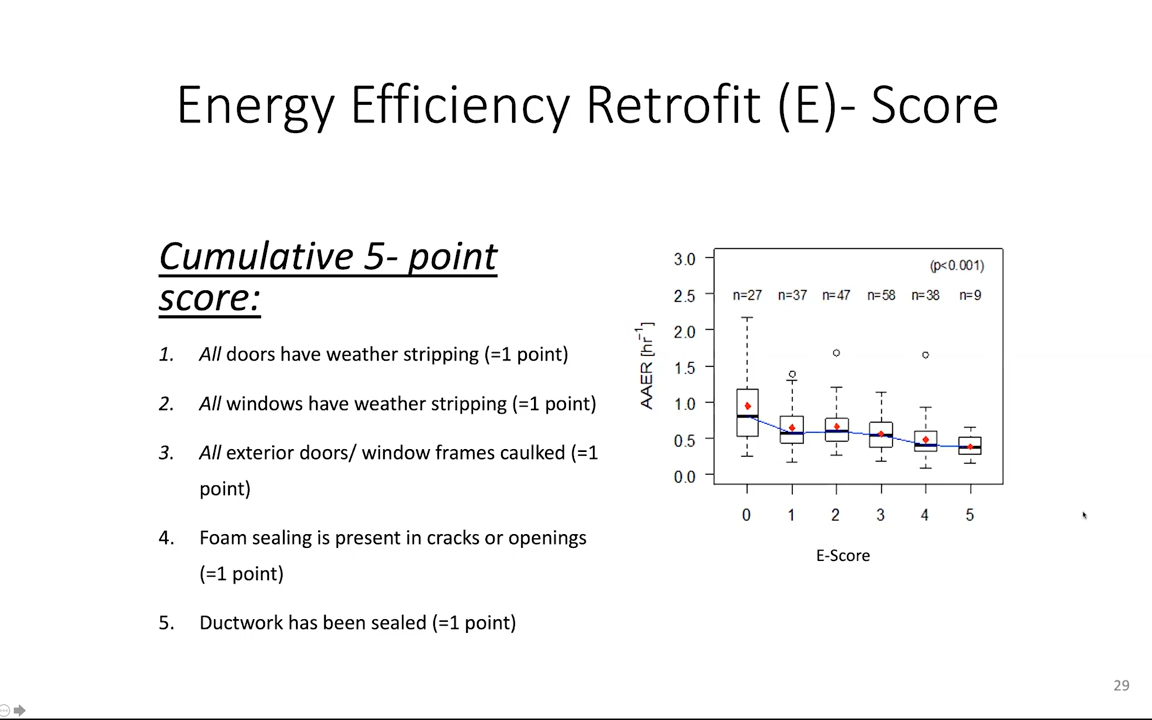 Energy Efficiency Retrofit (E)- Score
Cumulative 5- point
score:
1. All doors have weather stripping (=1 point)
2. All windows have weather stripping (=1 point)
3. All exterior doors/ window frames caulked (=1
point)
4. Foam sealing is present in cracks or openings
(=1 point)
5. Ductwork has been sealed (=1 point)
(p<0.001)
n=27 n=37 n=47 n=58 n=38 n=9
AAER [hr⁻¹]
3.0
2.5
2.0
1.5
1.0
0.5
0.0
0 1 2 3 4 5
E-Score
29